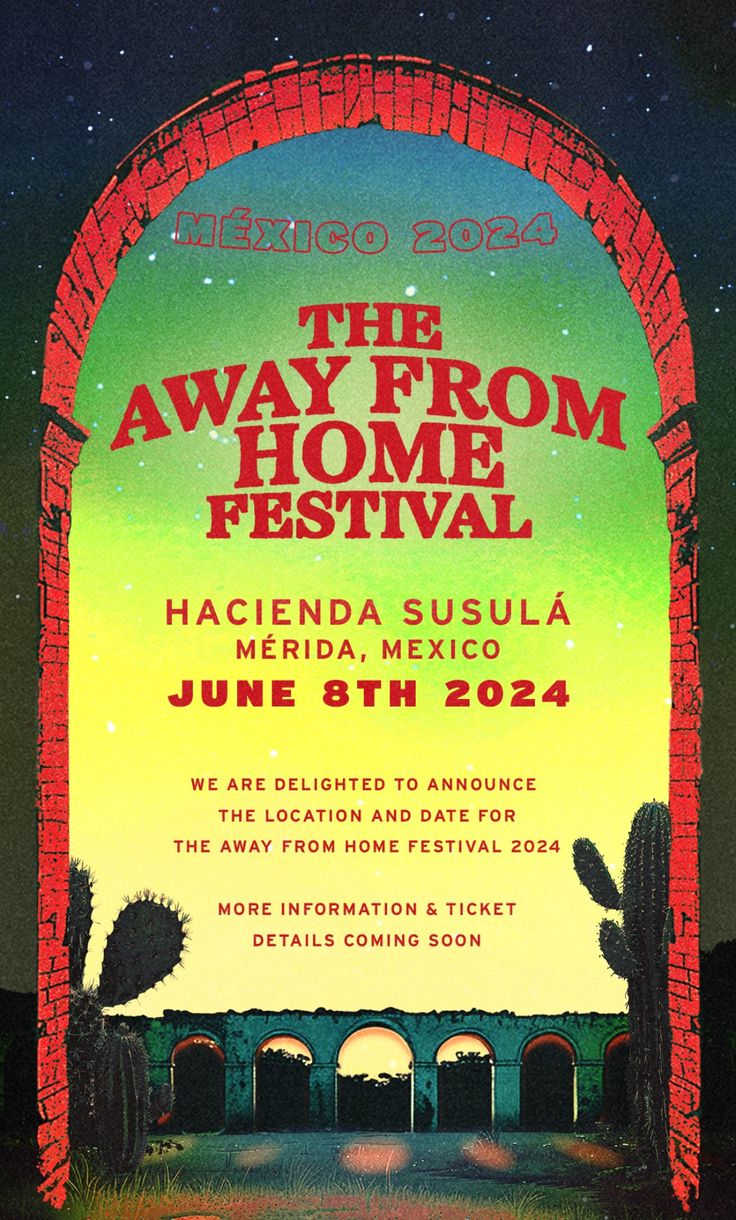 MÉXICO 2024
THE
AWAY FROM
HOME
FESTIVAL
HACIENDA SUSULÁ
MÉRIDA, MEXICO
JUNE 8TH 2024
WE ARE DELIGHTED TO ANNOUNCE
THE LOCATION AND DATE FOR
THE AWAY FROM HOME FESTIVAL 2024
MORE INFORMATION & TICKET
DETAILS COMING SOON